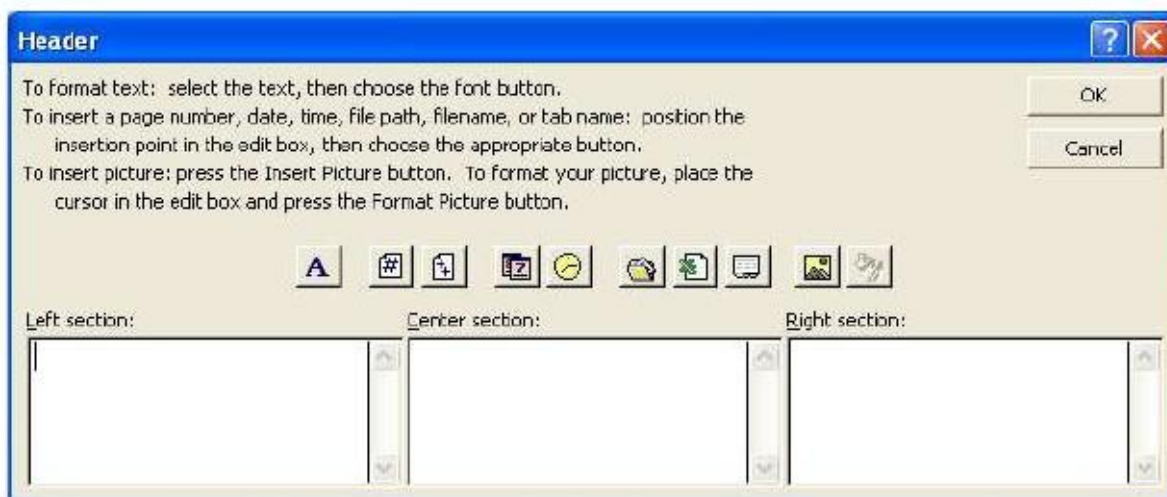 Header
To format text: select the text, then choose the font button.
To insert a page number, date, time, file path, filename, or tab name: position the
insertion point in the edit box, then choose the appropriate button.
To insert picture: press the Insert Picture button. To format your picture, place the
cursor in the edit box and press the Format Picture button.
OK
Cancel
Left section:
Center section:
Right section: